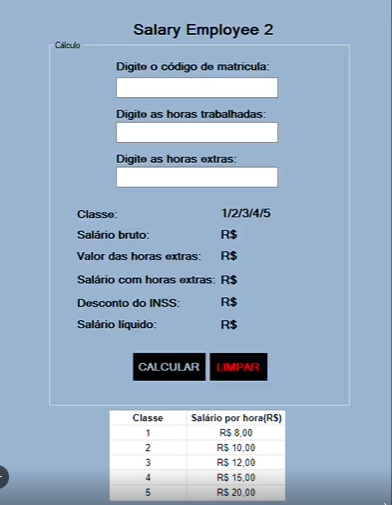 Salary Employee 2
Cálculo
Digite o código de matricula:
Digite as horas trabalhadas:
Digite as horas extras:
Classe: 1/2/3/4/5
Salário bruto: R$
Valor das horas extras: R$
Salário com horas extras: R$
Desconto do INSS: R$
Salário líquido: R$
CALCULAR LIMPAR
Classe Salário por hora(R$)
1 R$ 8,00
2 R$ 10,00
3 R$ 12,00
4 R$ 15,00
5 R$ 20,00